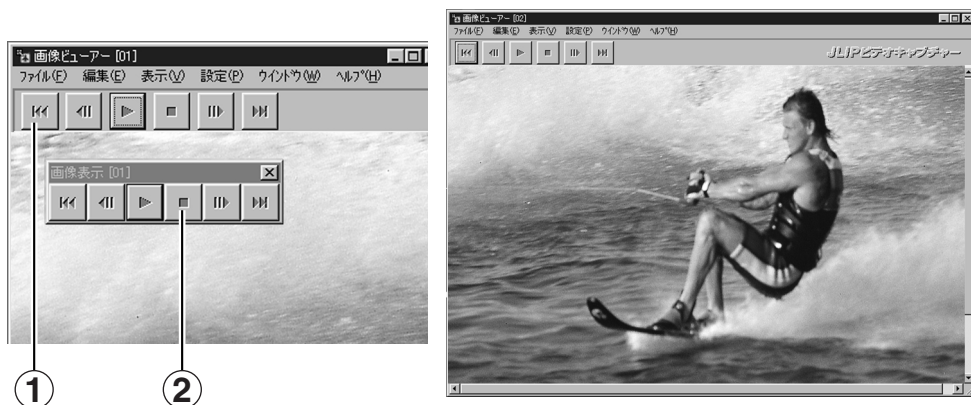 画像ビューアー [01]
ファイル(F) 編集(E) 表示(V) 設定(P) ウインドウ(W) ヘルプ(H)
画像表示 [01]
1
2
画像ビューアー [02]
ファイル(F) 編集(E) 表示(V) 設定(P) ウインドウ(W) ヘルプ(H)
JLIPビデオキャプチャー